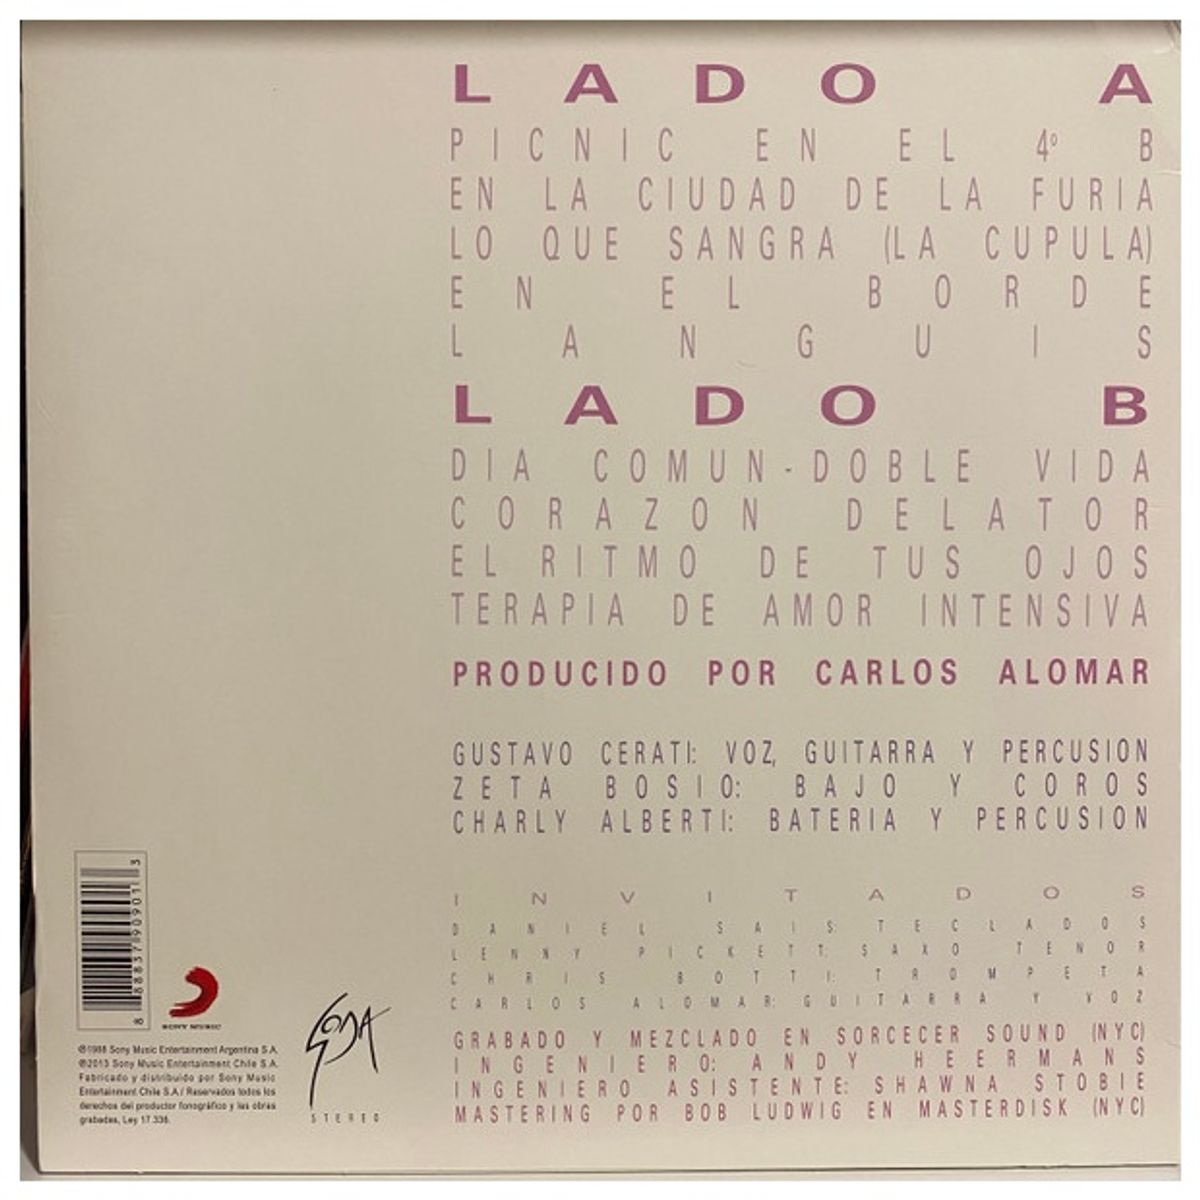 LADO A
PICNIC EN EL 4º B
EN LA CIUDAD DE LA FURIA
LO QUE SANGRA (LA CUPULA)
EN EL BORDE
LANGUIS
LADO B
DIA COMUN - DOBLE VIDA
CORAZON DELATOR
EL RITMO DE TUS OJOS
TERAPIA DE AMOR INTENSIVA
PRODUCIDO POR CARLOS ALOMAR
GUSTAVO CERATI: VOZ, GUITARRA Y PERCUSION
ZETA BOSIO: BAJO Y COROS
CHARLY ALBERTI: BATERIA Y PERCUSION
INVITADOS
DANIEL SAIS: TECLADOS
LENNY PICKETT: SAXO TENOR
CHRIS BOTTI: TROMPETA
CARLOS ALOMAR: GUITARRA Y VOZ
GRABADO Y MEZCLADO EN SORCECER SOUND (NYC)
INGENIERO: ANDY HEERMANS
INGENIERO ASISTENTE: SHAWNA STOBIE
MASTERING POR BOB LUDWIG EN MASTERDISK (NYC)
8 88837 90901 3
SONY MUSIC
℗1988 Sony Music Entertainment Argentina S.A.
©2013 Sony Music Entertainment Chile S.A.
Fabricado y distribuido por Sony Music
Entertainment Chile S.A./ Reservados todos los
derechos del productor fonográfico y las obras
grabadas, Ley 17.336.
SODA
STEREO